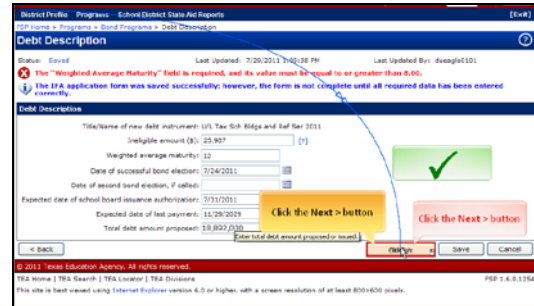 District Profile Programs School District State Aid Reports [Exit]
FSP Home > Programs > Bond Programs > Debt Description
Debt Description
Status: Saved Last Updated: 7/29/2011 Last Updated By:
The "Weighted Average Maturity" field is required, and its value must be equal to or greater than 8.00.
The IFA application form was saved successfully; however, the form is not complete until all required data has been entered
correctly.
Debt Description
Title/Name of new debt instrument: U/L Tax Sch Bldgs and Ref Ser 2011
Ineligible amount ($): 25,987 [?]
Weighted average maturity: 10
Date of successful bond election: 7/24/2011
Date of second bond election, if called:
Expected date of school board issuance authorization: 7/31/2011
Expected date of last payment: 11/29/2009
Total debt amount proposed: 18,892,000
Click the Next > button
Click the Next > button
Enter total debt amount proposed or issued.
< Back Save Cancel
© 2011 Texas Education Agency. All rights reserved.
TEA Home | TEA Search | TEA Locator | TEA Divisions FSP 1.6.0.1254
This site is best viewed using Internet Explorer version 6.0 or higher, with a screen resolution of at least 800x600 pixels.